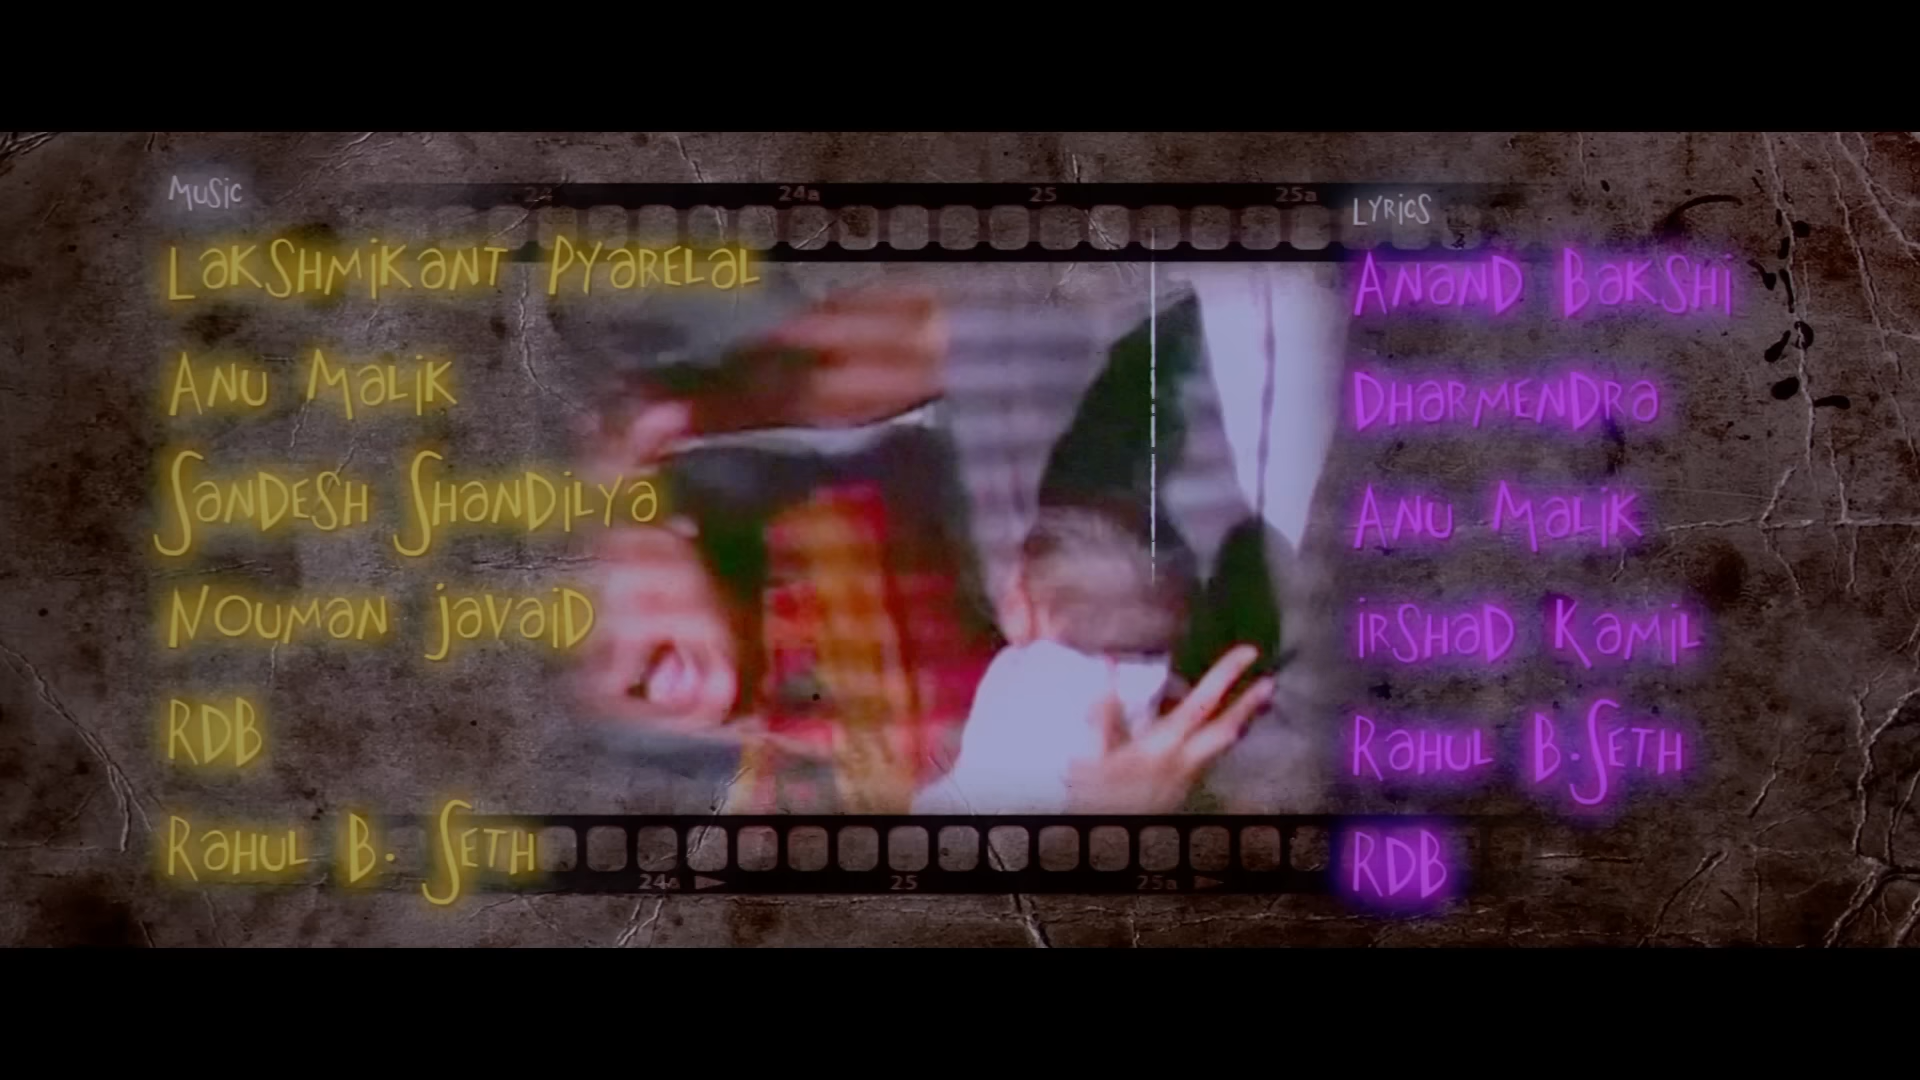 24 24a 25 25a
Music
Lakshmikant Pyarelal
Anu Malik
Sandesh Shandilya
Nouman Javaid
RDB
Rahul B. Seth
Lyrics
Anand Bakshi
Dharmendra
Anu Malik
Irshad Kamil
Rahul B. Seth
RDB
24a 25 25a